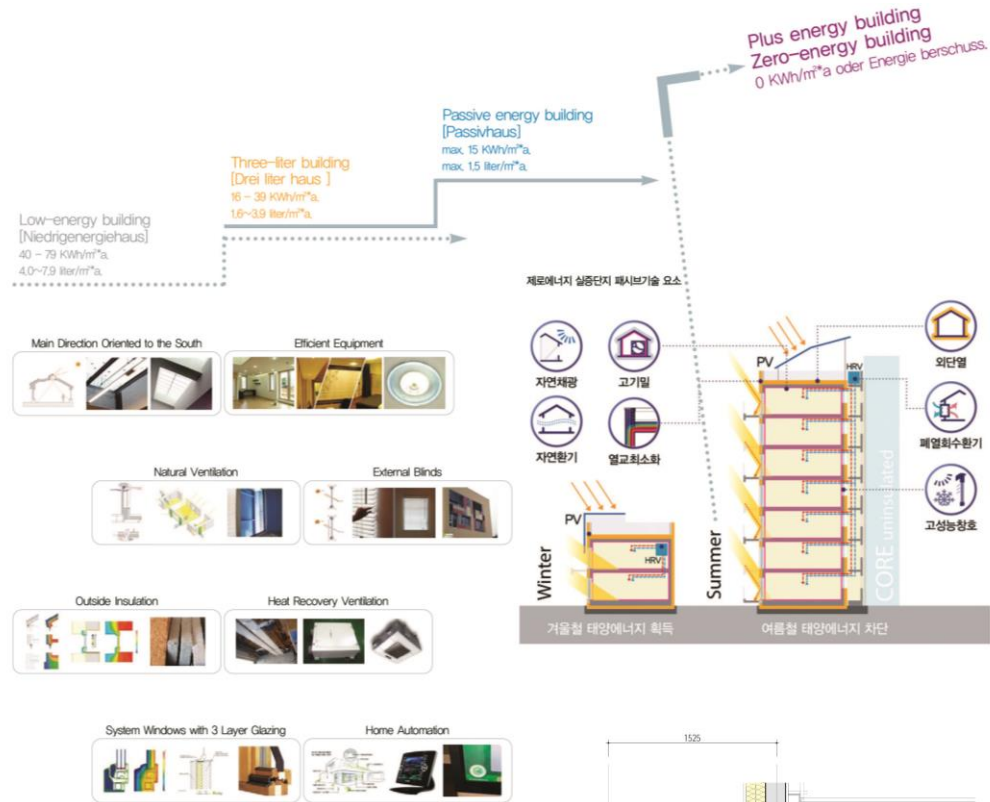 Plus energy building
Zero-energy building
0 KWh/m²*a oder Energie berschuss.
Passive energy building
[Passivhaus]
max. 15 KWh/m²*a.
max. 1,5 liter/m²*a.
Three-liter building
[Drei liter haus ]
16 - 39 KWh/m²*a.
1.6~3.9 liter/m²*a.
Low-energy building
[Niedrigenergiehaus]
40 - 79 KWh/m²*a.
4.0~7.9 liter/m²*a.
제로에너지 실증단지 패시브기술 요소
Main Direction Oriented to the South
Efficient Equipment
Natural Ventilation
External Blinds
Outside Insulation
Heat Recovery Ventilation
System Windows with 3 Layer Glazing
Home Automation
자연채광
고기밀
자연환기
열교최소화
PV
HRV
외단열
폐열회수환기
고성능창호
PV
HRV
Winter
Summer
CORE uninsulated
겨울철 태양에너지 획득
여름철 태양에너지 차단
1525